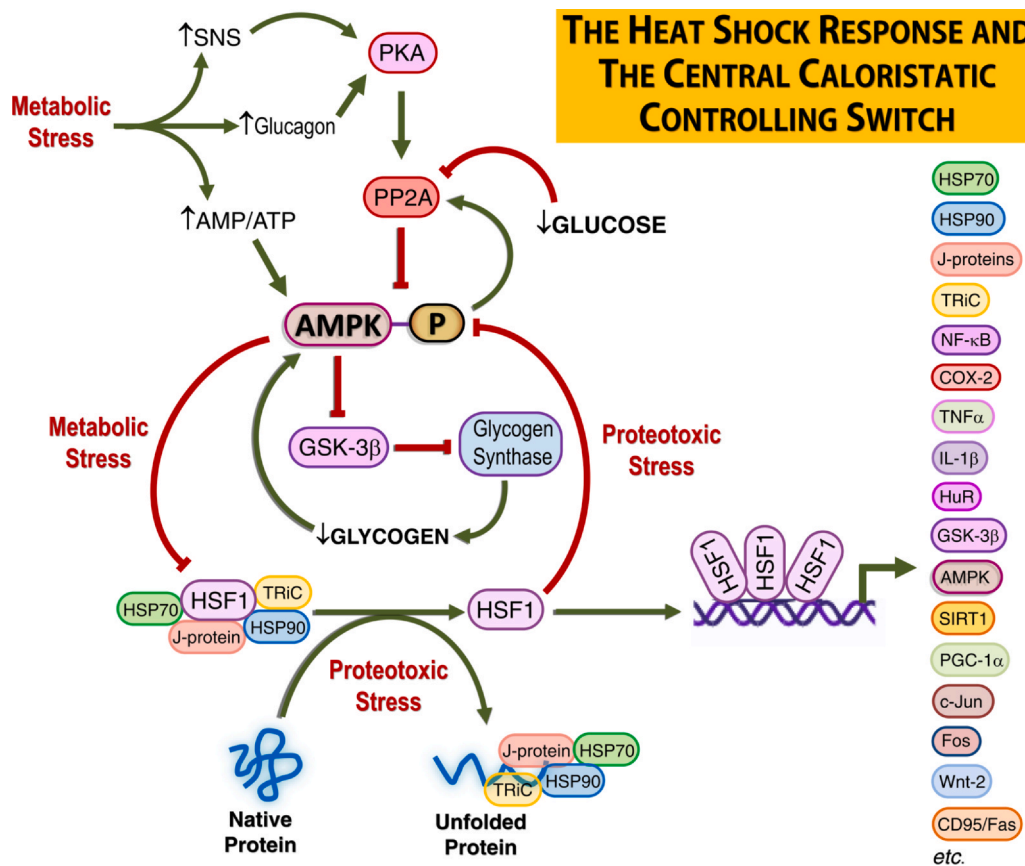 THE HEAT SHOCK RESPONSE AND
THE CENTRAL CALORISTATIC
CONTROLLING SWITCH
↑SNS
PKA
Metabolic
Stress
↑Glucagon
PP2A
↑AMP/ATP
↓GLUCOSE
AMPK
P
Metabolic
Stress
GSK-3β
Glycogen
Synthase
Proteotoxic
Stress
↓GLYCOGEN
HSP70
HSF1
TRiC
J-protein
HSP90
HSF1
HSF1
HSF1
HSF1
Proteotoxic
Stress
Native
Protein
J-protein
HSP70
TRiC
HSP90
Unfolded
Protein
HSP70
HSP90
J-proteins
TRiC
NF-κB
COX-2
TNFα
IL-1β
HuR
GSK-3β
AMPK
SIRT1
PGC-1α
c-Jun
Fos
Wnt-2
CD95/Fas
etc.